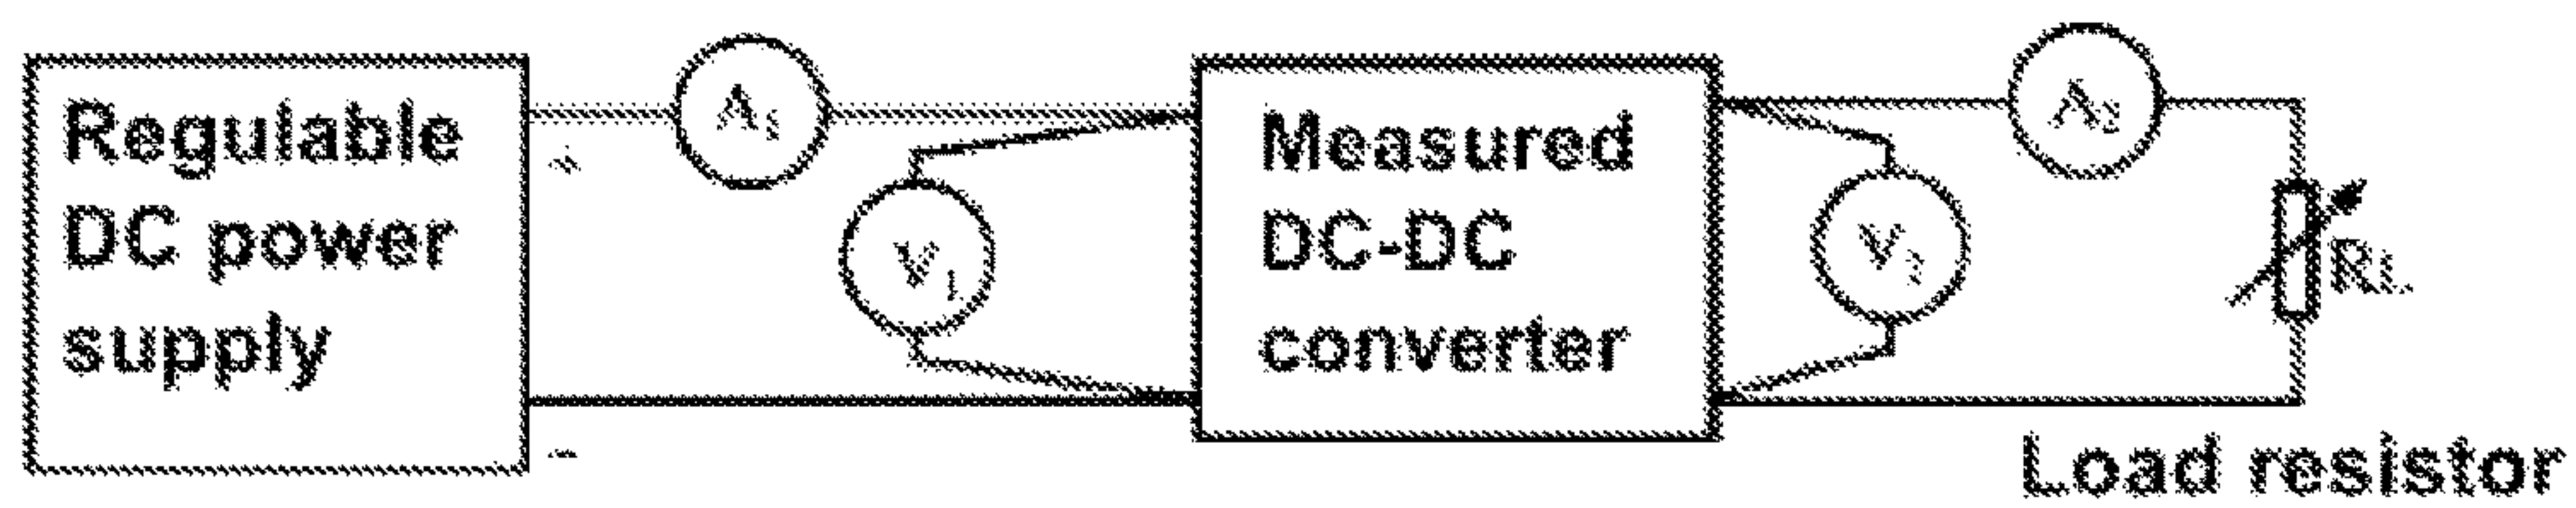 Regulable
DC power
supply
+
-
A1
V1
Measured
DC-DC
converter
A2
V2
RL
Load resistor